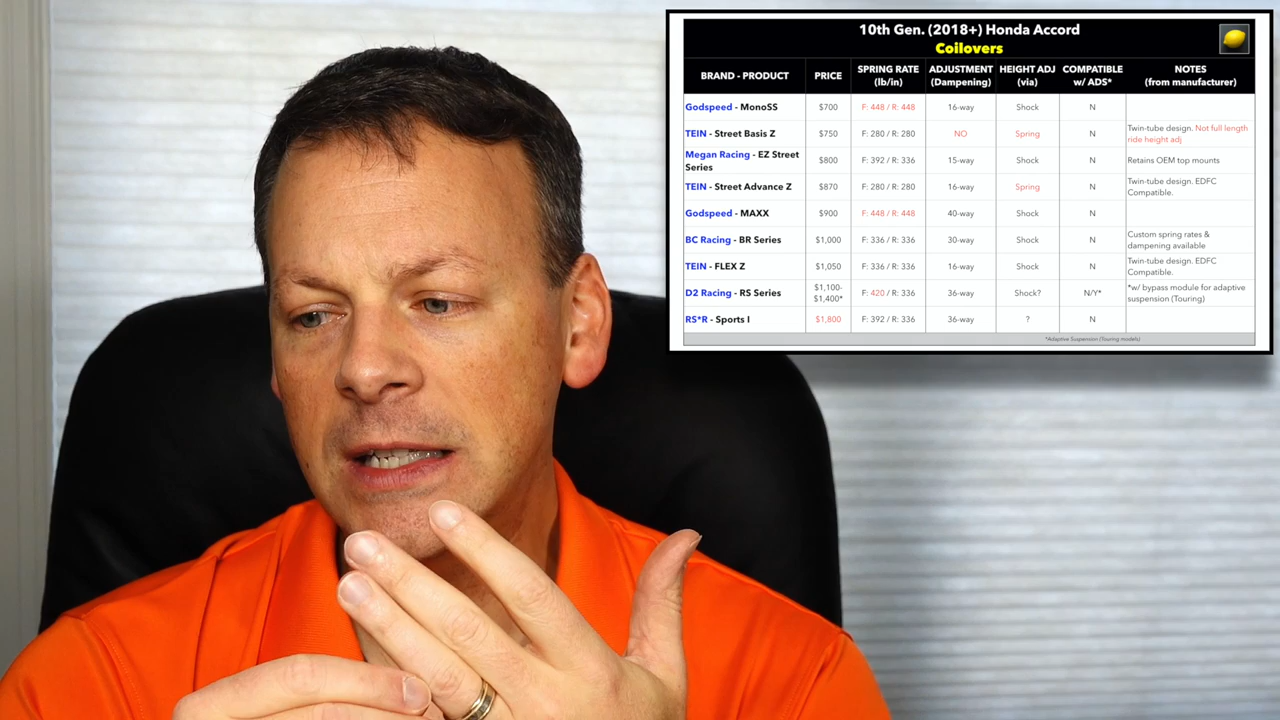 10th Gen. (2018+) Honda Accord
Coilovers
BRAND - PRODUCT PRICE SPRING RATE (lb/in) ADJUSTMENT (Dampening) HEIGHT ADJ (via) COMPATIBLE w/ ADS* NOTES (from manufacturer)
Godspeed - MonoSS $700 F: 448 / R: 448 16-way Shock N
TEIN - Street Basis Z $750 F: 280 / R: 280 NO Spring N Twin-tube design. Not full length ride height adj
Megan Racing - EZ Street Series $800 F: 392 / R: 336 15-way Shock N Retains OEM top mounts
TEIN - Street Advance Z $870 F: 280 / R: 280 16-way Spring N Twin-tube design. EDFC Compatible.
Godspeed - MAXX $900 F: 448 / R: 448 40-way Shock N
BC Racing - BR Series $1,000 F: 336 / R: 336 30-way Shock N Custom spring rates & dampening available
TEIN - FLEX Z $1,050 F: 336 / R: 336 16-way Shock N Twin-tube design. EDFC Compatible.
D2 Racing - RS Series $1,100-$1,400* F: 420 / R: 336 36-way Shock? N/Y* *w/ bypass module for adaptive suspension (Touring)
RS*R - Sports I $1,800 F: 392 / R: 336 36-way ? N
*Adaptive Suspension (Touring models)